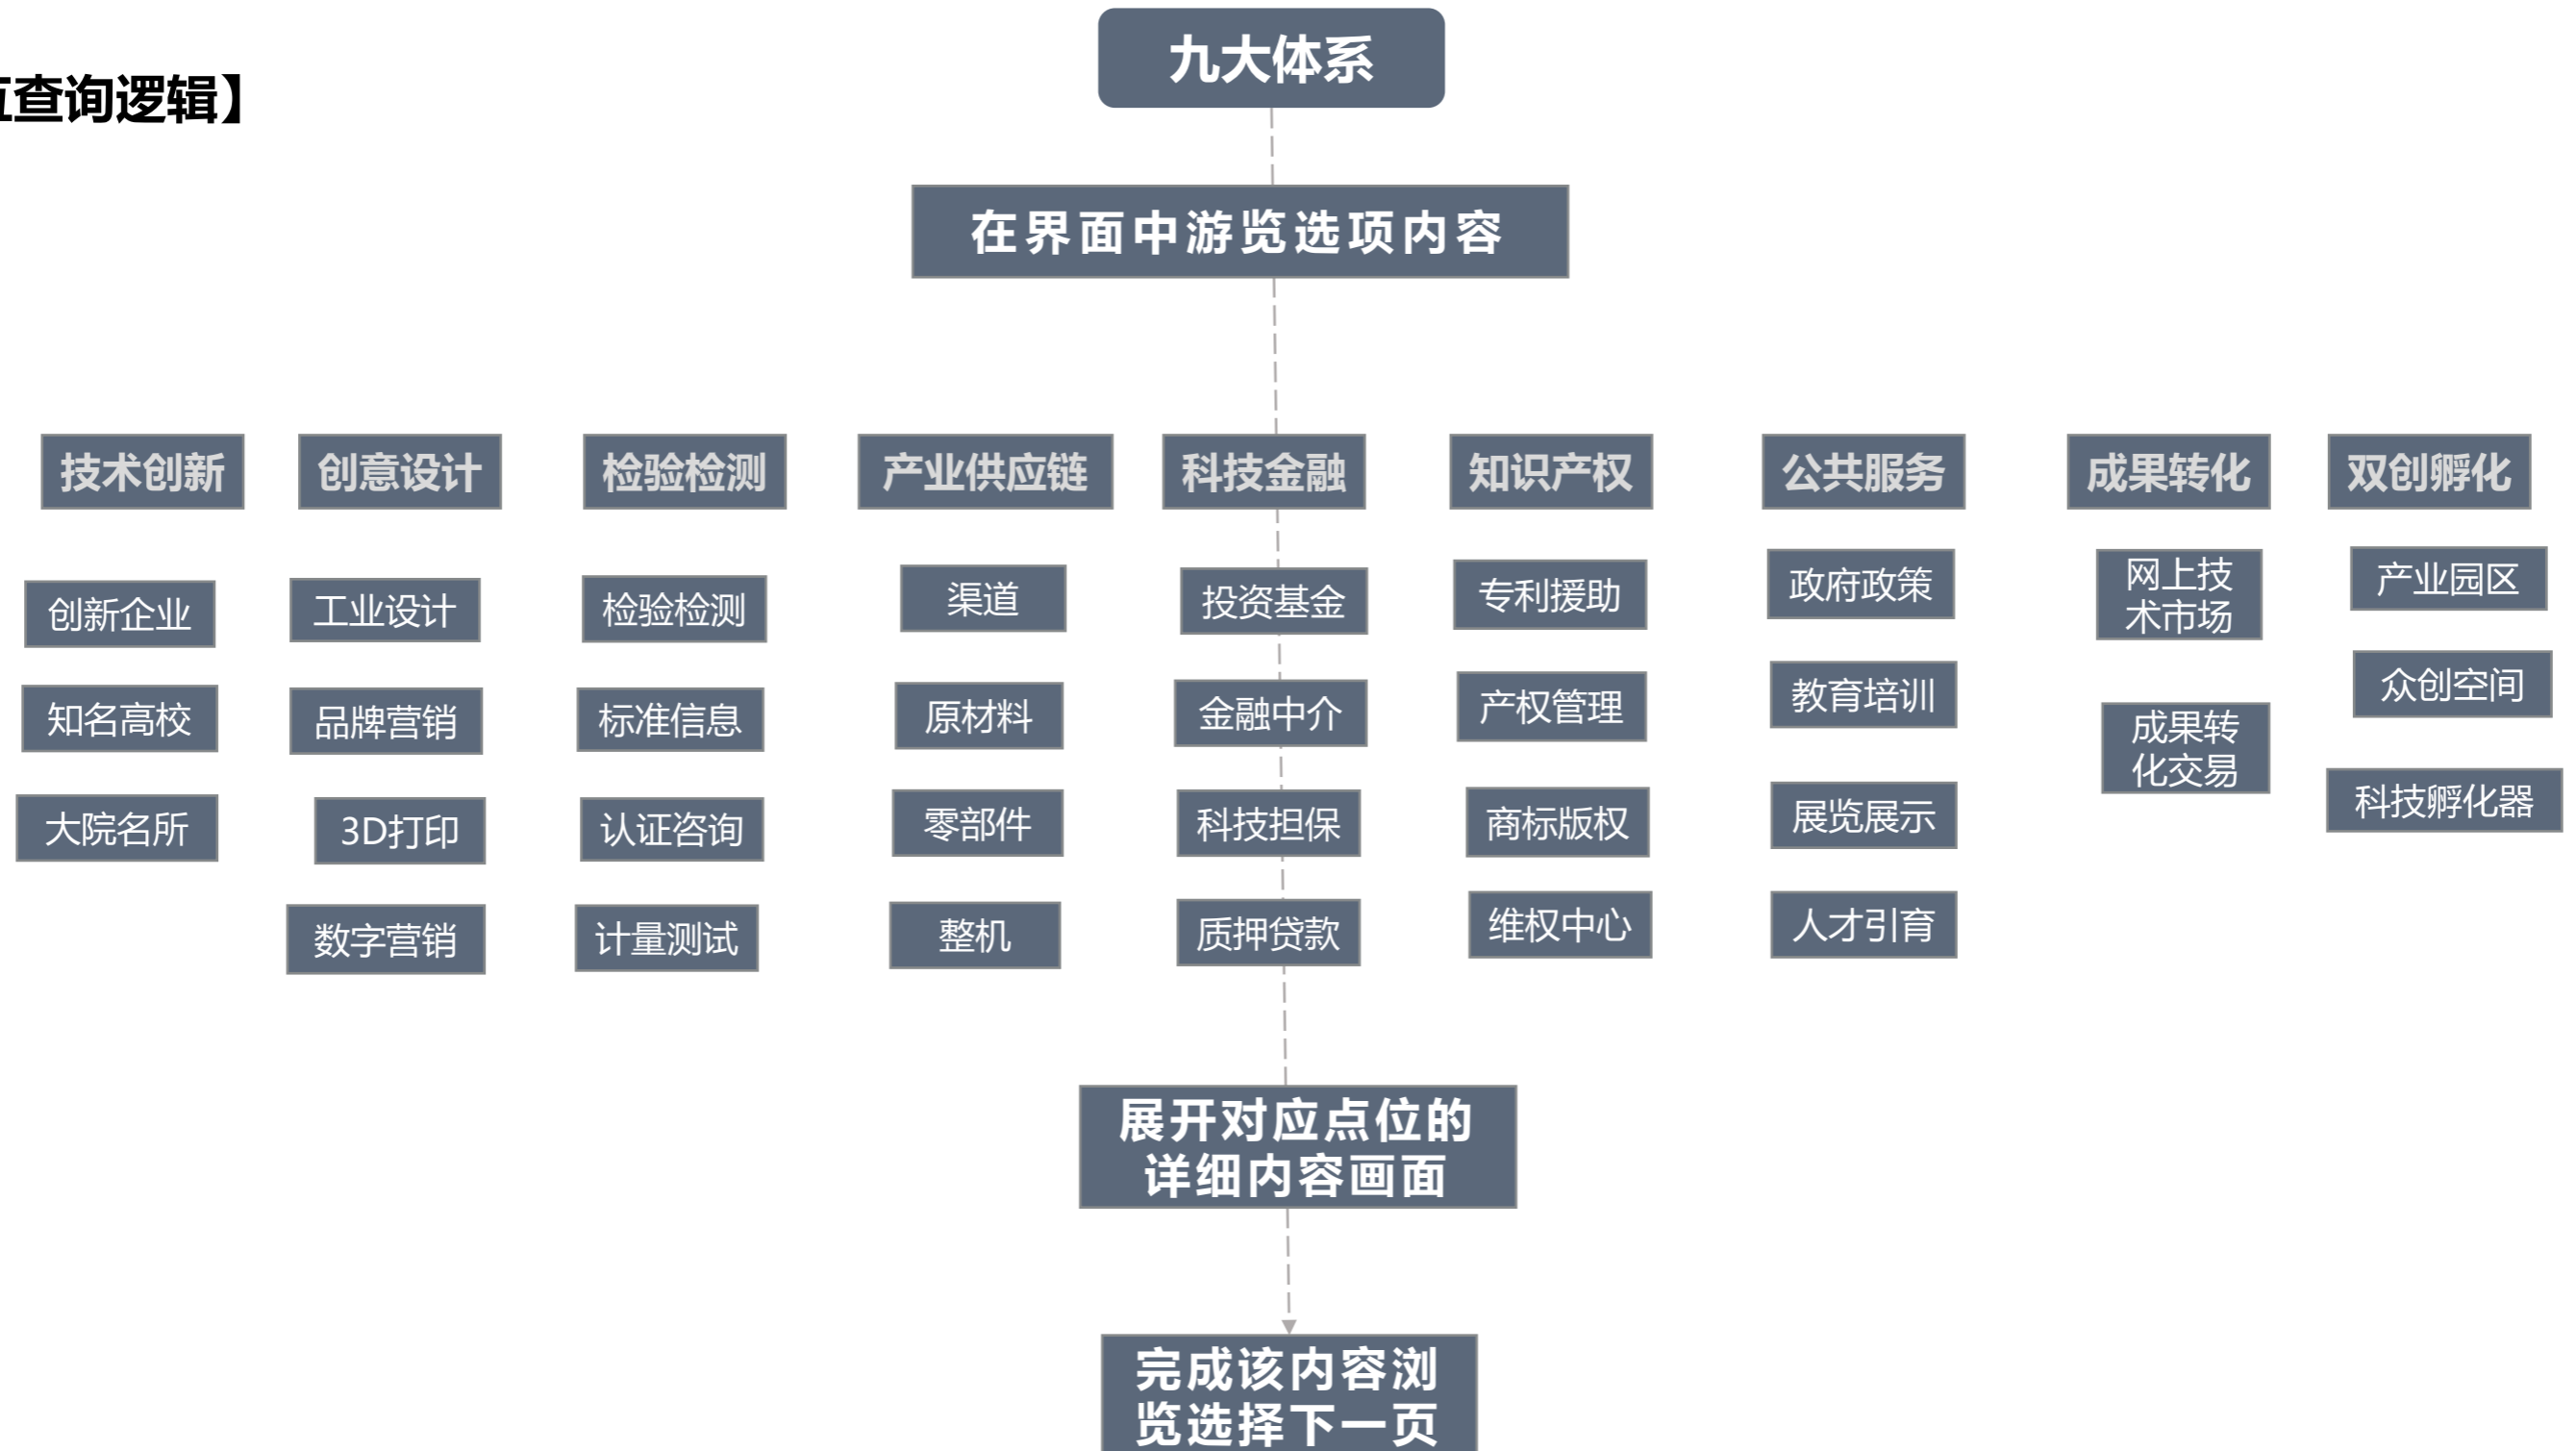 九大体系
查询逻辑】
在界面中游览选项内容
技术创新
创意设计
检验检测
产业供应链
科技金融
知识产权
公共服务
成果转化
双创孵化
创新企业
知名高校
大院名所
工业设计
品牌营销
3D打印
数字营销
检验检测
标准信息
认证咨询
计量测试
渠道
原材料
零部件
整机
投资基金
金融中介
科技担保
质押贷款
专利援助
产权管理
商标版权
维权中心
政府政策
教育培训
展览展示
人才引育
网上技
术市场
成果转
化交易
产业园区
众创空间
科技孵化器
展开对应点位的
详细内容画面
完成该内容浏
览选择下一页